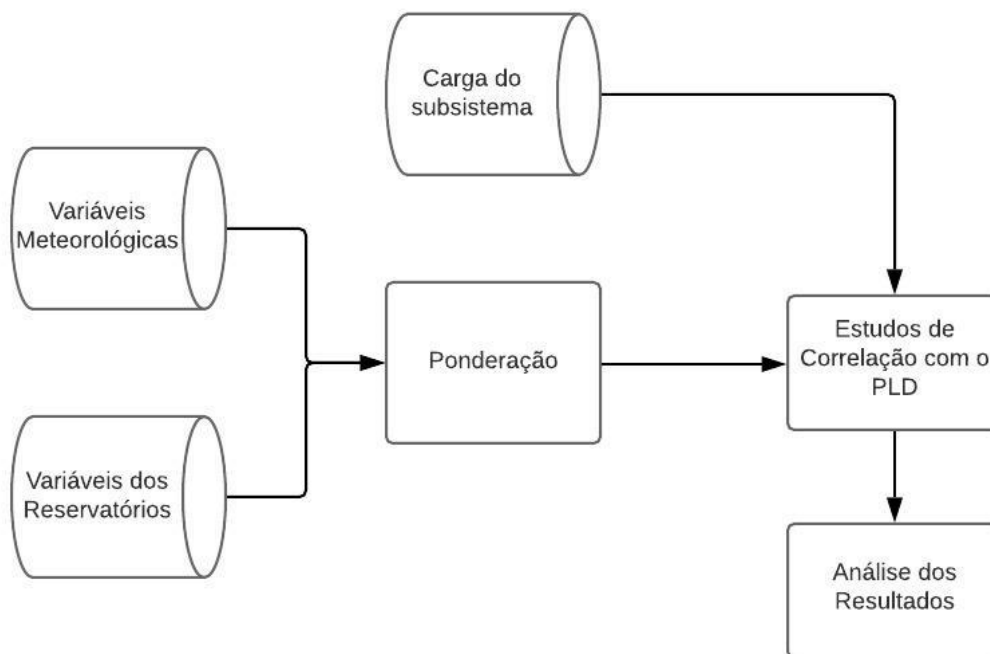 Carga do
subsistema
Variáveis
Meteorológicas
Ponderação
Estudos de
Correlação com o
PLD
Variáveis dos
Reservatórios
Análise dos
Resultados